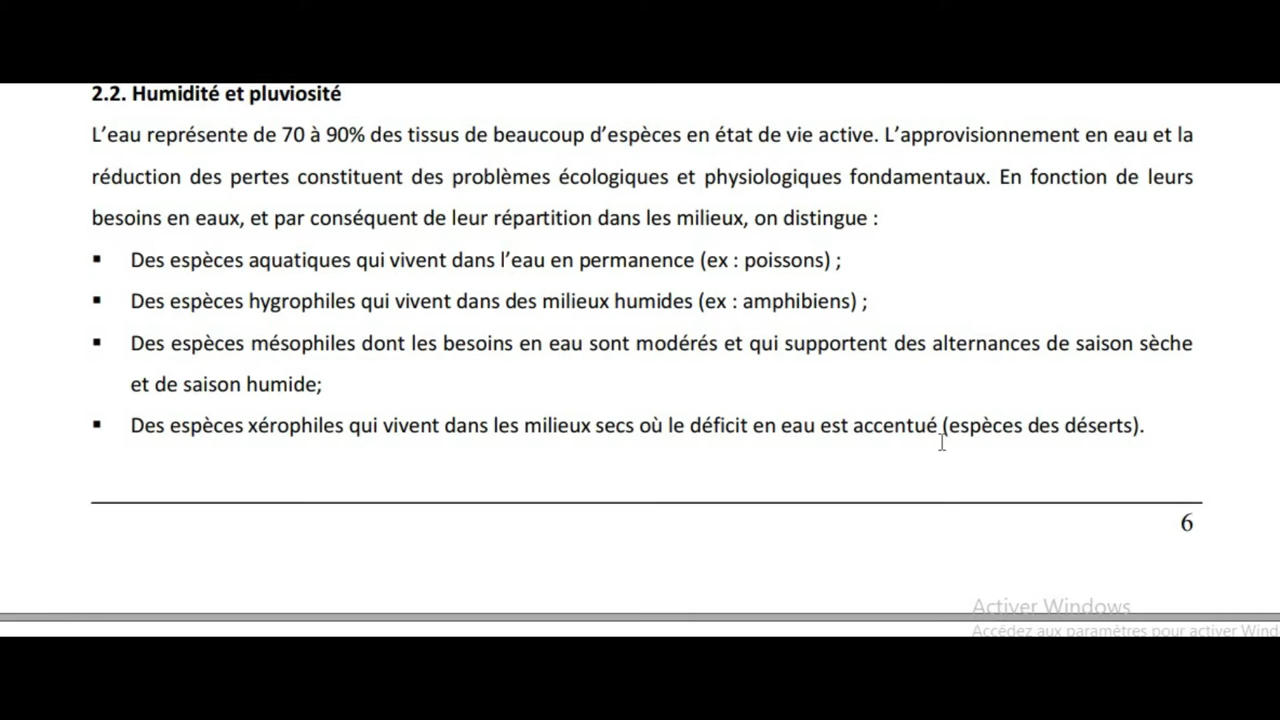 2.2. Humidité et pluviosité
L’eau représente de 70 à 90% des tissus de beaucoup d’espèces en état de vie active. L’approvisionnement en eau et la
réduction des pertes constituent des problèmes écologiques et physiologiques fondamentaux. En fonction de leurs
besoins en eaux, et par conséquent de leur répartition dans les milieux, on distingue :
▪ Des espèces aquatiques qui vivent dans l’eau en permanence (ex : poissons) ;
▪ Des espèces hygrophiles qui vivent dans des milieux humides (ex : amphibiens) ;
▪ Des espèces mésophiles dont les besoins en eau sont modérés et qui supportent des alternances de saison sèche
et de saison humide;
▪ Des espèces xérophiles qui vivent dans les milieux secs où le déficit en eau est accentué (espèces des déserts).
6
Activer Windows
Accédez aux paramètres pour activer Wind